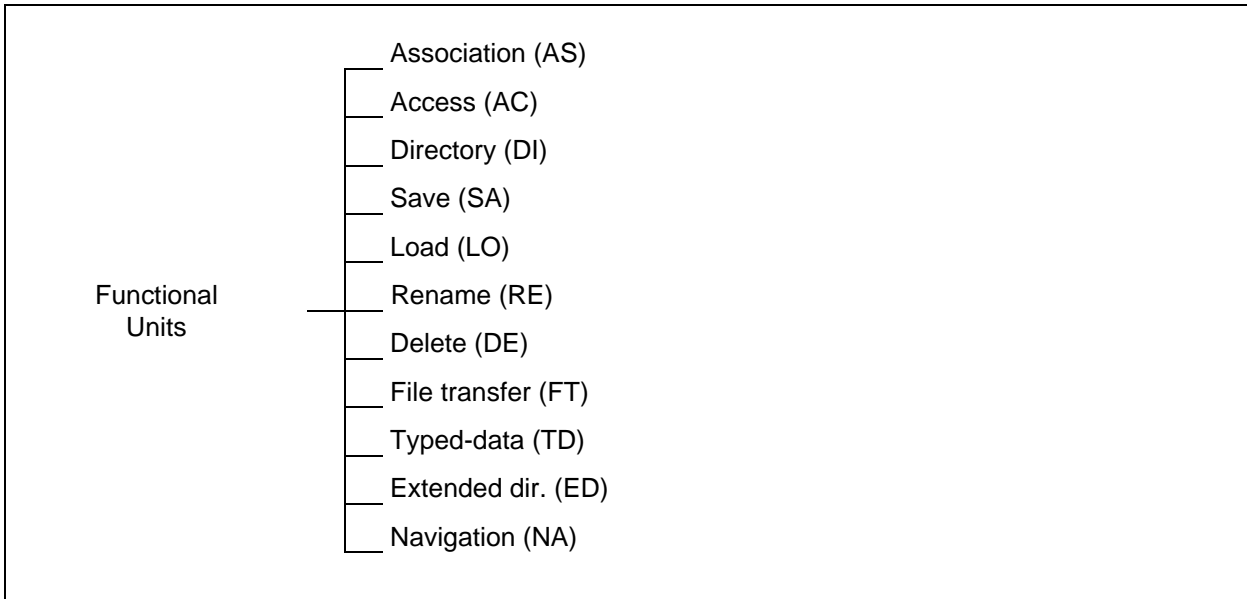 Association (AS)
Access (AC)
Directory (DI)
Save (SA)
Load (LO)
Functional
Units
Rename (RE)
Delete (DE)
File transfer (FT)
Typed-data (TD)
Extended dir. (ED)
Navigation (NA)